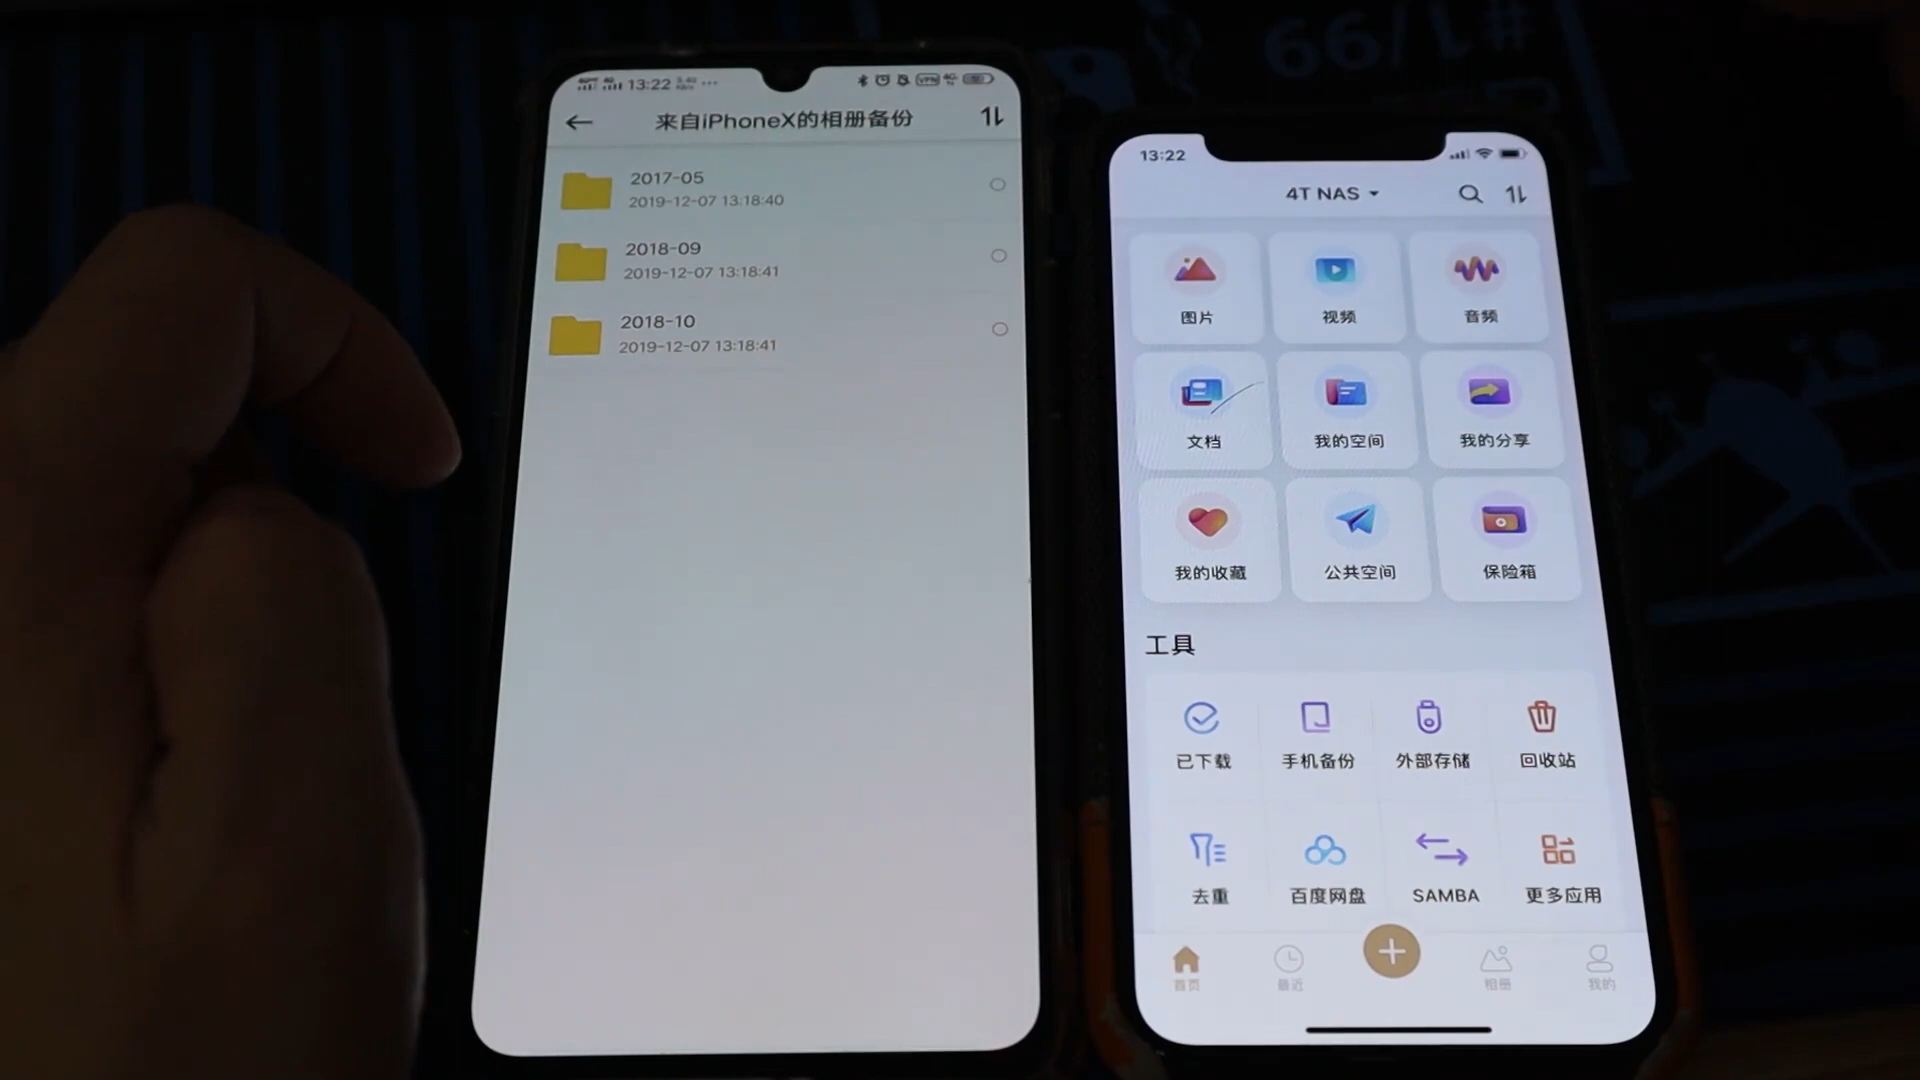 13:22
来自iPhoneX的相册备份
2017-05
2019-12-07 13:18:40
2018-09
2019-12-07 13:18:41
2018-10
2019-12-07 13:18:41
13:22
4T NAS
图片 视频 音频
文档 我的空间 我的分享
我的收藏 公共空间 保险箱
工具
已下载 手机备份 外部存储 回收站
去重 百度网盘 SAMBA 更多应用
首页 最近 相册 我的
#1/99